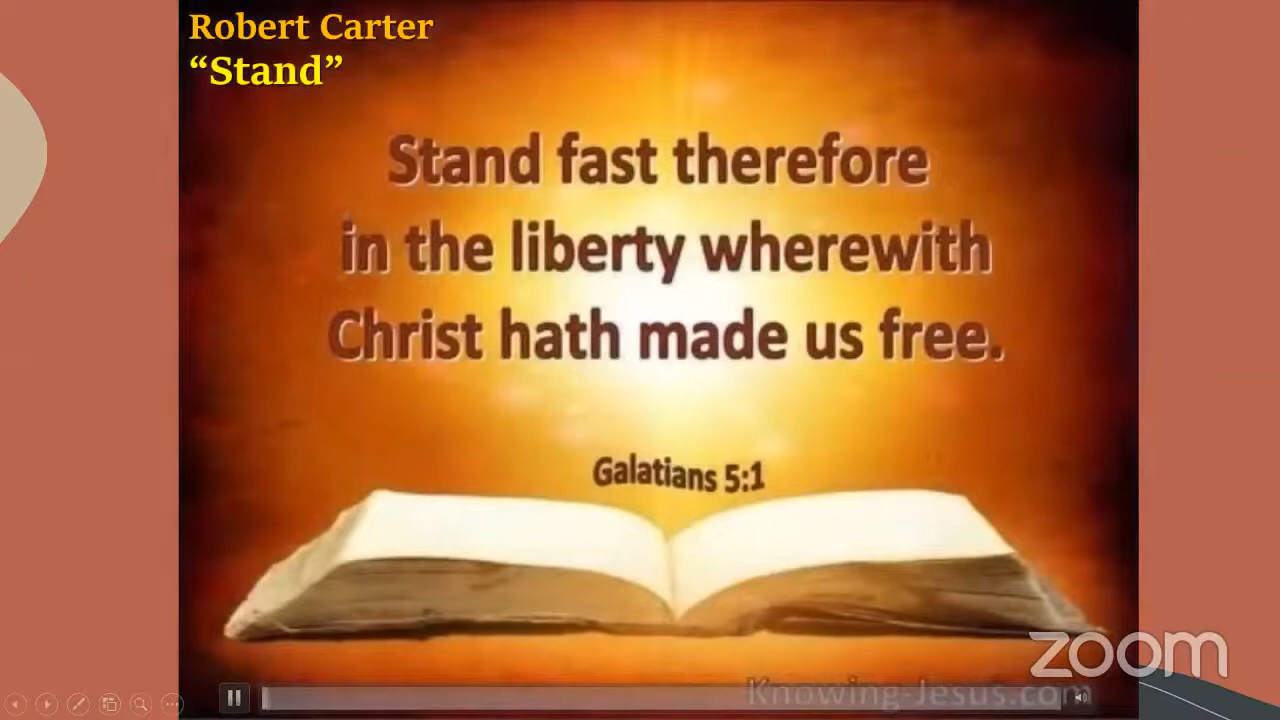 Robert Carter
“Stand”
Stand fast therefore
in the liberty wherewith
Christ hath made us free.
Galatians 5:1
zoom
Knowing-Jesus.com